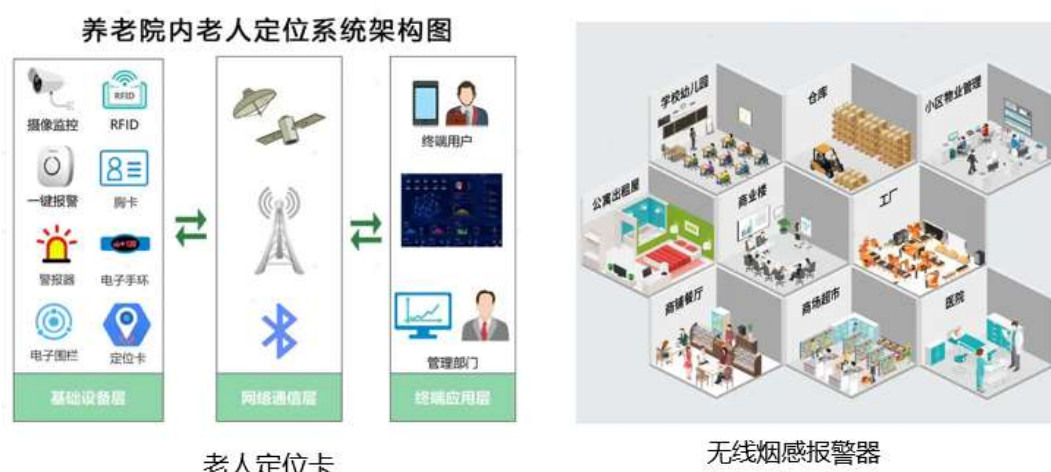 养老院内老人定位系统架构图
摄像监控
RFID
RFID
一键报警
胸卡
警报器
电子手环
电子围栏
定位卡
基础设备层
网络通信层
终端用户
管理部门
终端应用层
老人定位卡
学校幼儿园
仓库
小区物业管理
公寓出租屋
商业楼
工厂
商铺餐厅
商场超市
医院
无线烟感报警器